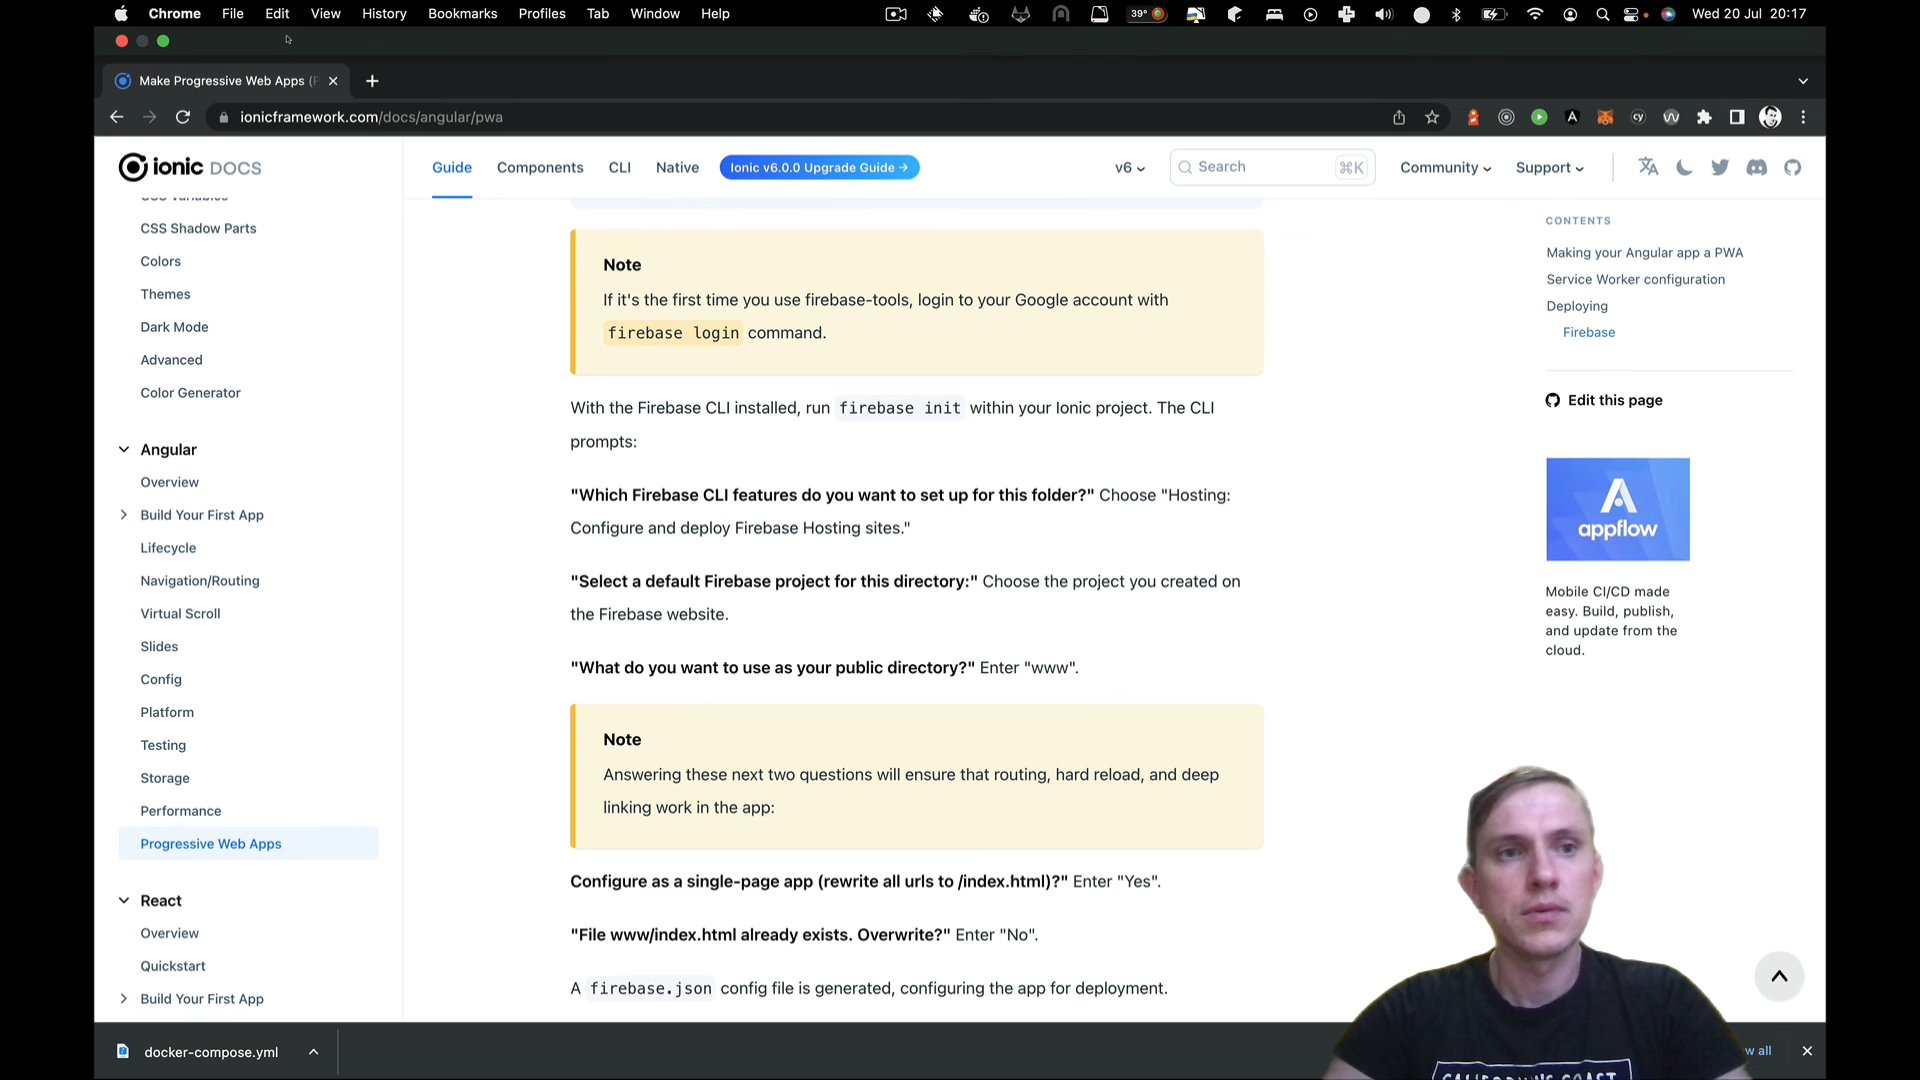 Chrome File Edit View History Bookmarks Profiles Tab Window Help
39°
Wed 20 Jul 20:17
Make Progressive Web Apps (
ionicframework.com/docs/angular/pwa
ionic DOCS
Guide Components CLI Native Ionic v6.0.0 Upgrade Guide →
v6 Search ⌘K Community Support
CSS Variables
CSS Shadow Parts
Colors
Themes
Dark Mode
Advanced
Color Generator
Angular
Overview
Build Your First App
Lifecycle
Navigation/Routing
Virtual Scroll
Slides
Config
Platform
Testing
Storage
Performance
Progressive Web Apps
React
Overview
Quickstart
Build Your First App
Note
If it's the first time you use firebase-tools, login to your Google account with
firebase login command.
With the Firebase CLI installed, run firebase init within your Ionic project. The CLI
prompts:
"Which Firebase CLI features do you want to set up for this folder?" Choose "Hosting:
Configure and deploy Firebase Hosting sites."
"Select a default Firebase project for this directory:" Choose the project you created on
the Firebase website.
"What do you want to use as your public directory?" Enter "www".
Note
Answering these next two questions will ensure that routing, hard reload, and deep
linking work in the app:
Configure as a single-page app (rewrite all urls to /index.html)?" Enter "Yes".
"File www/index.html already exists. Overwrite?" Enter "No".
A firebase.json config file is generated, configuring the app for deployment.
CONTENTS
Making your Angular app a PWA
Service Worker configuration
Deploying
Firebase
Edit this page
appflow
Mobile CI/CD made
easy. Build, publish,
and update from the
cloud.
docker-compose.yml
all